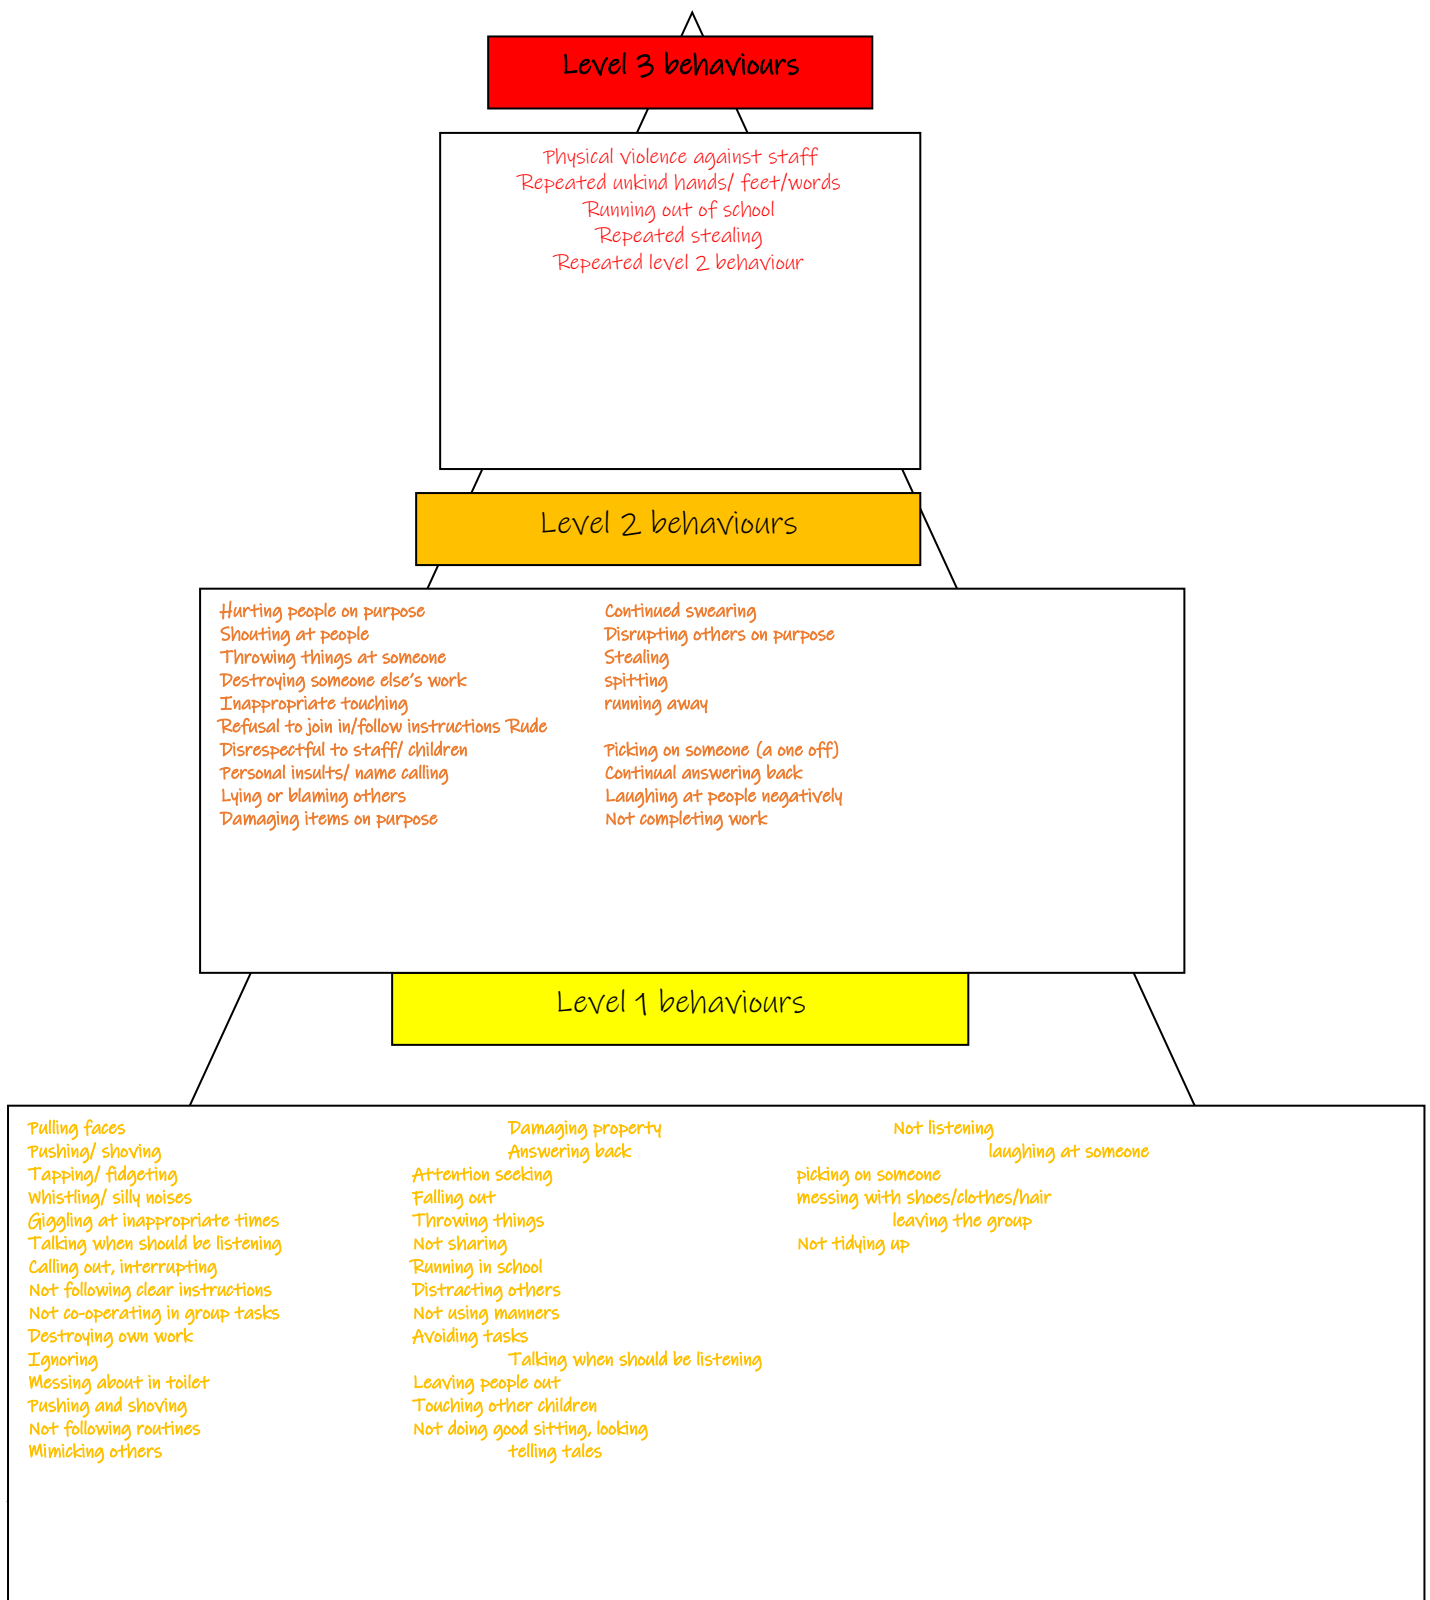 Level 3 behaviours
Physical violence against staff
Repeated unkind hands/ feet/words
Running out of school
Repeated stealing
Repeated level 2 behaviour
Level 2 behaviours
Hurting people on purpose Continued swearing
Shouting at people Disrupting others on purpose
Throwing things at someone Stealing
Destroying someone else's work spitting
Inappropriate touching running away
Refusal to join in/follow instructions Rude
Disrespectful to staff/ children Picking on someone (a one off)
Personal insults/ name calling Continual answering back
Lying or blaming others Laughing at people negatively
Damaging items on purpose Not completing work
Level 1 behaviours
Pulling faces Damaging property Not listening
Pushing/ shoving Answering back laughing at someone
Tapping/ fidgeting Attention seeking picking on someone
Whistling/ silly noises Falling out messing with shoes/clothes/hair
Giggling at inappropriate times Throwing things leaving the group
Talking when should be listening Not sharing Not tidying up
Calling out, interrupting Running in school
Not following clear instructions Distracting others
Not co-operating in group tasks Not using manners
Destroying own work Avoiding tasks
Ignoring Talking when should be listening
Messing about in toilet Leaving people out
Pushing and shoving Touching other children
Not following routines Not doing good sitting, looking
Mimicking others telling tales